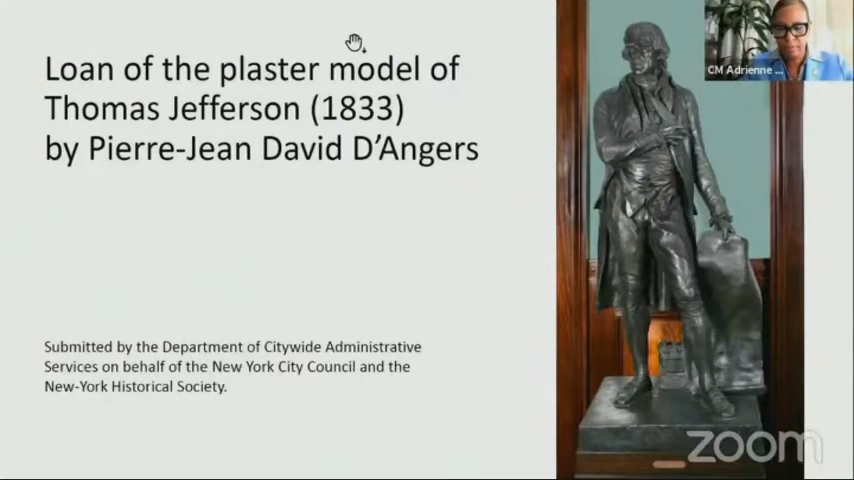 Loan of the plaster model of
Thomas Jefferson (1833)
by Pierre-Jean David D’Angers
Submitted by the Department of Citywide Administrative
Services on behalf of the New York City Council and the
New-York Historical Society.
CM Adrienne ...
zoom